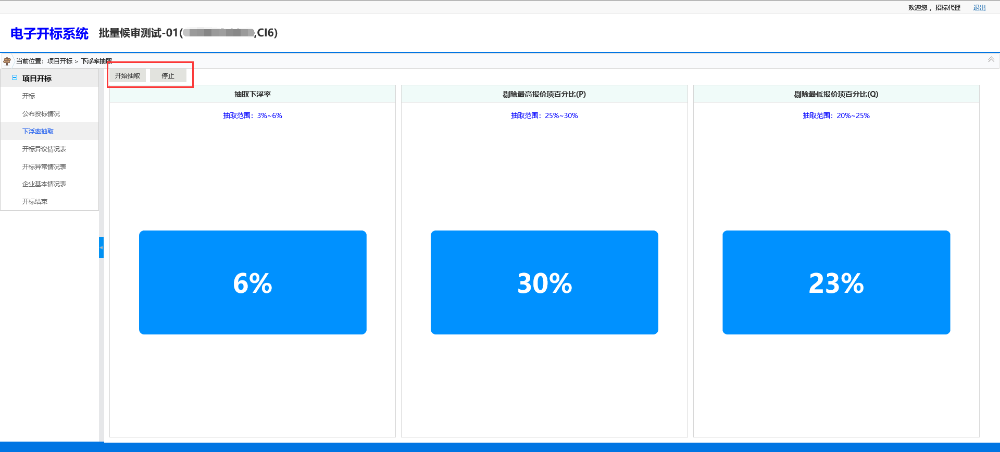 欢迎您，招标代理 退出
电子开标系统 批量候审测试-01( ,CI6)
当前位置：项目开标 > 下浮率抽取
项目开标
开标
公布投标情况
下浮率抽取
开标异议情况表
开标异常情况表
企业基本情况表
开标结束
开始抽取 停止
抽取下浮率
抽取范围：3%~6%
6%
剔除最高报价项百分比(P)
抽取范围：25%~30%
30%
剔除最低报价项百分比(Q)
抽取范围：20%~25%
23%